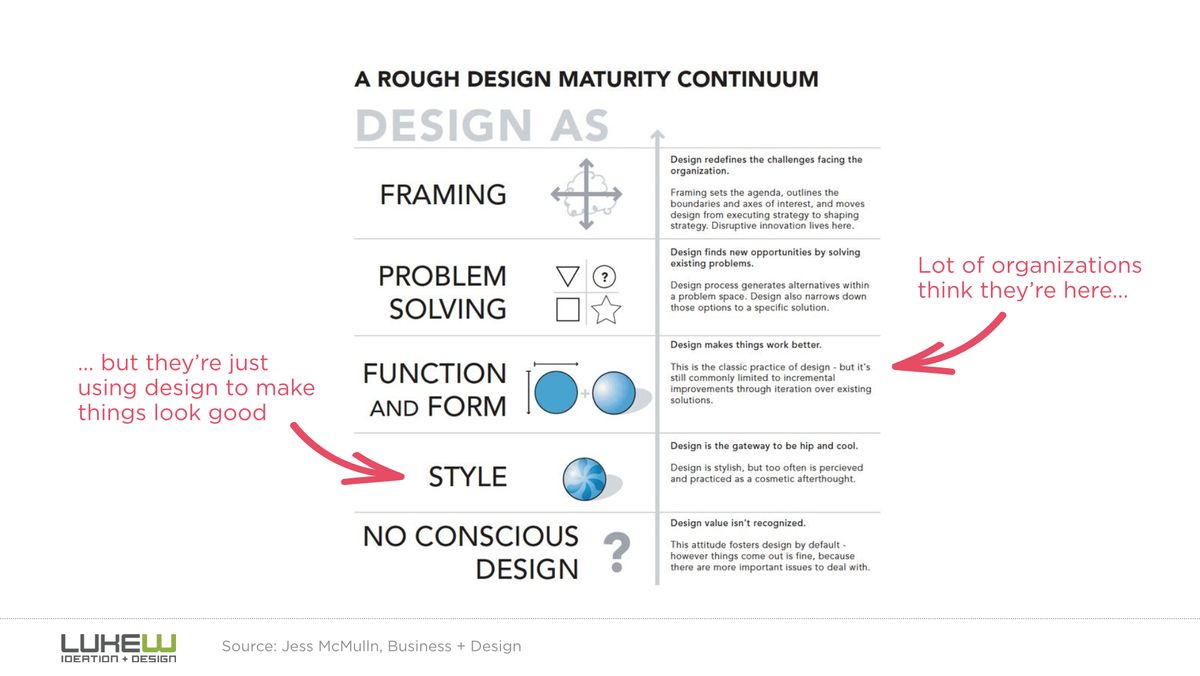 A ROUGH DESIGN MATURITY CONTINUUM
DESIGN AS
FRAMING
Design redefines the challenges facing the
organization.
Framing sets the agenda, outlines the
boundaries and axes of interest, and moves
design from executing strategy to shaping
strategy. Disruptive innovation lives here.
PROBLEM
SOLVING
?
Design finds new opportunities by solving
existing problems.
Design process generates alternatives within
a problem space. Design also narrows down
those options to a specific solution.
Lot of organizations
think they're here...
FUNCTION
AND FORM
+
Design makes things work better.
This is the classic practice of design - but it's
still commonly limited to incremental
improvements through iteration over existing
solutions.
... but they're just
using design to make
things look good
STYLE
Design is the gateway to be hip and cool.
Design is stylish, but too often is percieved
and practiced as a cosmetic afterthought.
NO CONSCIOUS
DESIGN
?
Design value isn't recognized.
This attitude fosters design by default -
however things come out is fine, because
there are more important issues to deal with.
LUKEW
IDEATION + DESIGN
Source: Jess McMulln, Business + Design